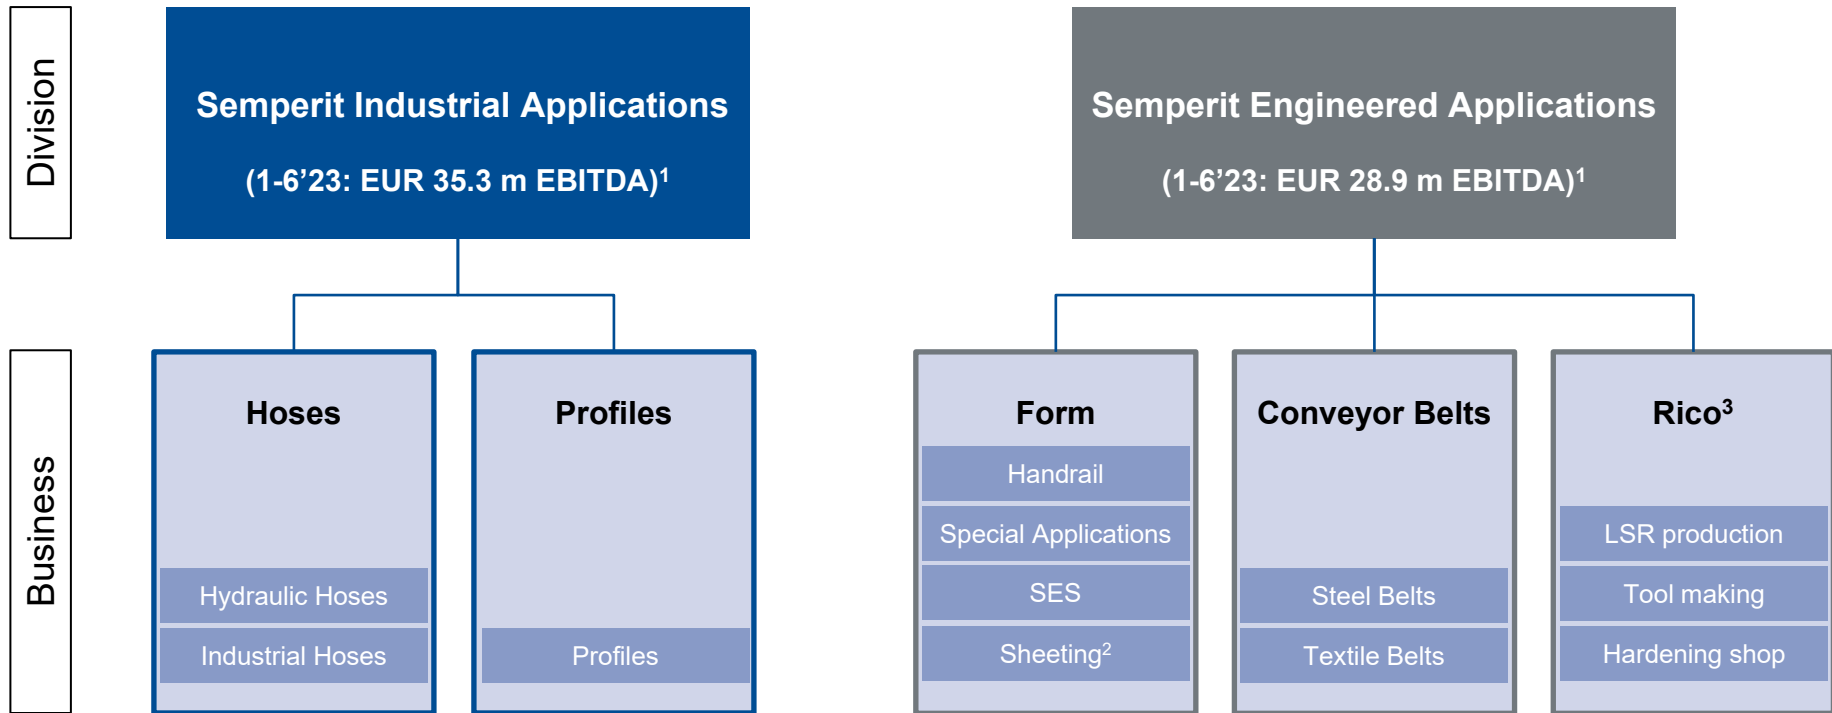 Division
Semperit Industrial Applications
(1-6’23: EUR 35.3 m EBITDA)¹
Semperit Engineered Applications
(1-6’23: EUR 28.9 m EBITDA)¹
Business
Hoses
Hydraulic Hoses
Industrial Hoses
Profiles
Profiles
Form
Handrail
Special Applications
SES
Sheeting²
Conveyor Belts
Steel Belts
Textile Belts
Rico³
LSR production
Tool making
Hardening shop